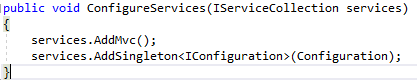 public void ConfigureServices(IServiceCollection services)
{
    services.AddMvc();
    services.AddSingleton<IConfiguration>(Configuration);
}